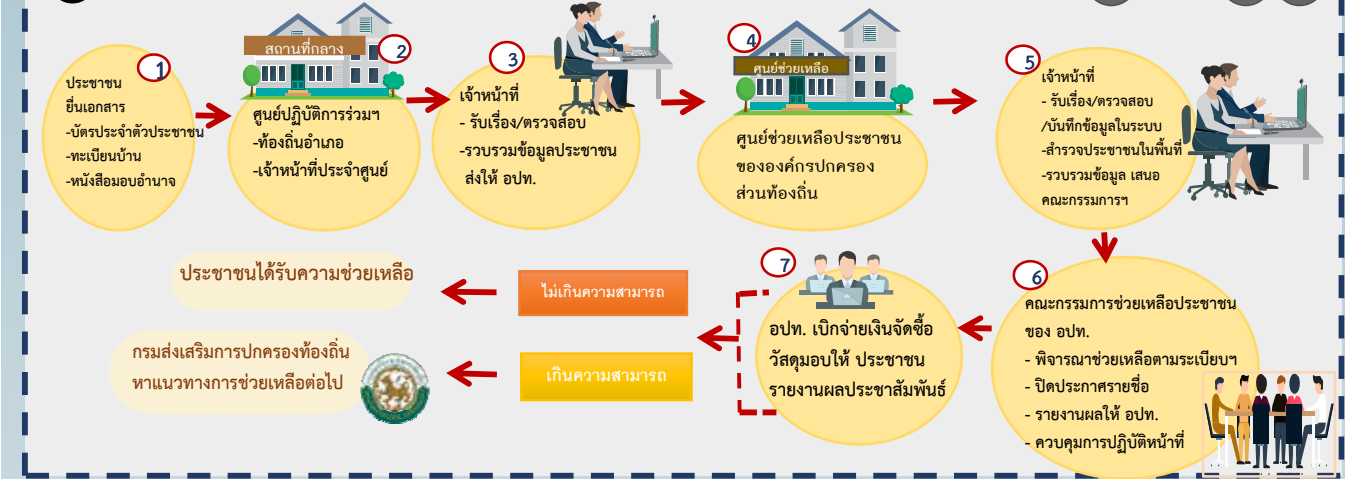 1
ประชาชน
ยื่นเอกสาร
-บัตรประจำตัวประชาชน
-ทะเบียนบ้าน
-หนังสือมอบอำนาจ
สถานที่กลาง
2
ศูนย์ปฏิบัติการร่วมฯ
-ท้องถิ่นอำเภอ
-เจ้าหน้าที่ประจำศูนย์
3
เจ้าหน้าที่
- รับเรื่อง/ตรวจสอบ
-รวบรวมข้อมูลประชาชน
ส่งให้ อปท.
4
ศูนย์ช่วยเหลือ
ศูนย์ช่วยเหลือประชาชน
ขององค์กรปกครอง
ส่วนท้องถิ่น
5
เจ้าหน้าที่
- รับเรื่อง/ตรวจสอบ
/บันทึกข้อมูลในระบบ
-สำรวจประชาชนในพื้นที่
-รวบรวมข้อมูล เสนอ
คณะกรรมการฯ
6
คณะกรรมการช่วยเหลือประชาชน
ของ อปท.
- พิจารณาช่วยเหลือตามระเบียบฯ
- ปิดประกาศรายชื่อ
- รายงานผลให้ อปท.
- ควบคุมการปฏิบัติหน้าที่
7
อปท. เบิกจ่ายเงินจัดซื้อ
วัสดุมอบให้ ประชาชน
รายงานผลประชาสัมพันธ์
ไม่เกินความสามารถ
ประชาชนได้รับความช่วยเหลือ
เกินความสามารถ
กรมส่งเสริมการปกครองท้องถิ่น
หาแนวทางการช่วยเหลือต่อไป